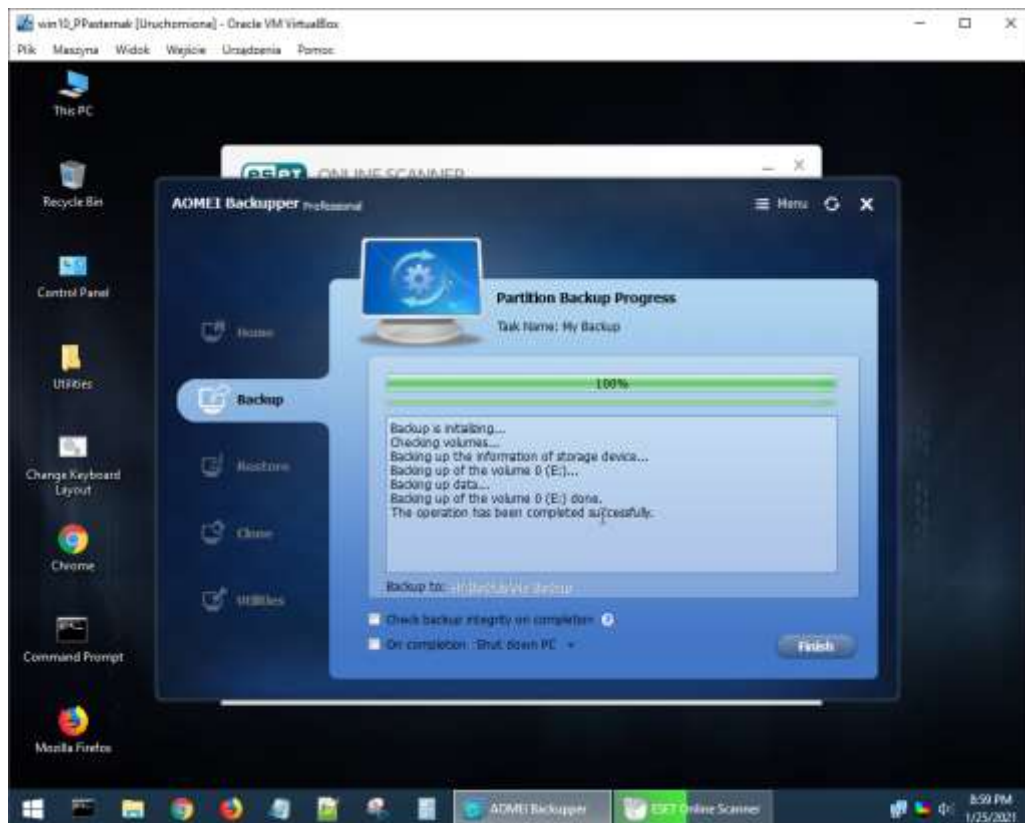 win10_PPasternak [Uruchomiona] - Oracle VM VirtualBox
Plik Maszyna Widok Wejście Urządzenia Pomoc
This PC
eset ONLINE SCANNER
Recycle Bin
AOMEI Backupper Professional
Menu
Control Panel
Partition Backup Progress
Task Name: My Backup
Home
100%
Utilities
Backup
Backup is initializing...
Checking volumes...
Backing up the information of storage device...
Backing up of the volume 0 (E:)...
Backing up data...
Backing up of the volume 0 (E:) done.
The operation has been completed successfully.
Restore
Change Keyboard
Layout
Clone
Chrome
Backup to:
Utilities
Check backup integrity on completion
On completion: Shut down PC
Finish
Command Prompt
Mozilla Firefox
AOMEI Backupper
ESET Online Scanner
8:59 PM
1/25/2021